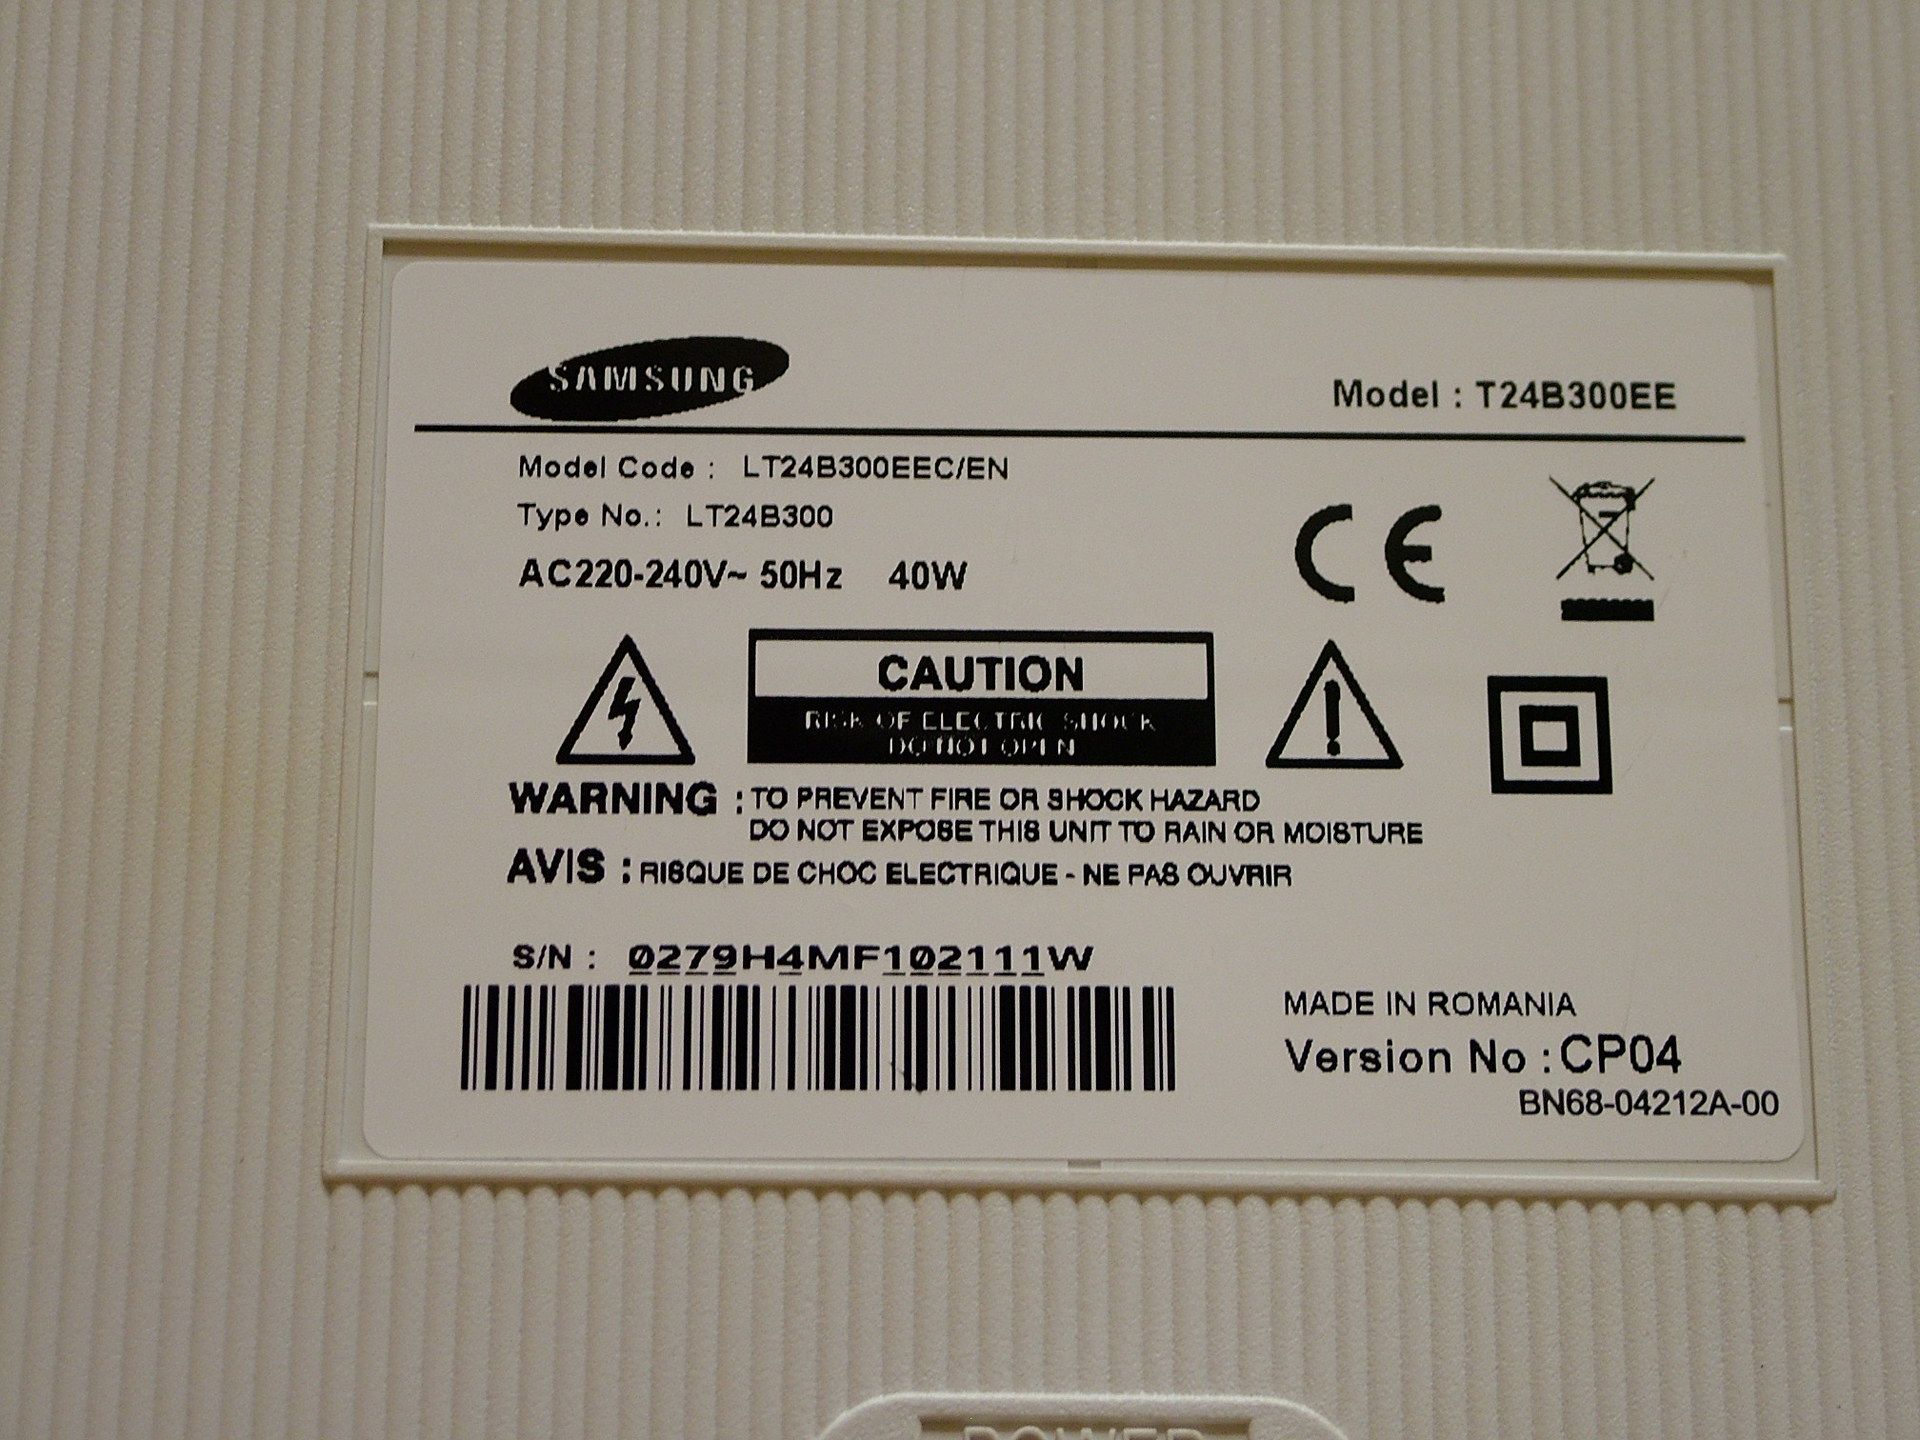 SAMSUNG
Model : T24B300EE
Model Code : LT24B300EEC/EN
Type No.: LT24B300
AC220-240V~ 50Hz 40W
CE
CAUTION
RISK OF ELECTRIC SHOCK
DO NOT OPEN
WARNING : TO PREVENT FIRE OR SHOCK HAZARD
DO NOT EXPOSE THIS UNIT TO RAIN OR MOISTURE
AVIS : RISQUE DE CHOC ELECTRIQUE - NE PAS OUVRIR
S/N : 0279H4MF102111W
MADE IN ROMANIA
Version No : CP04
BN68-04212A-00
POWER